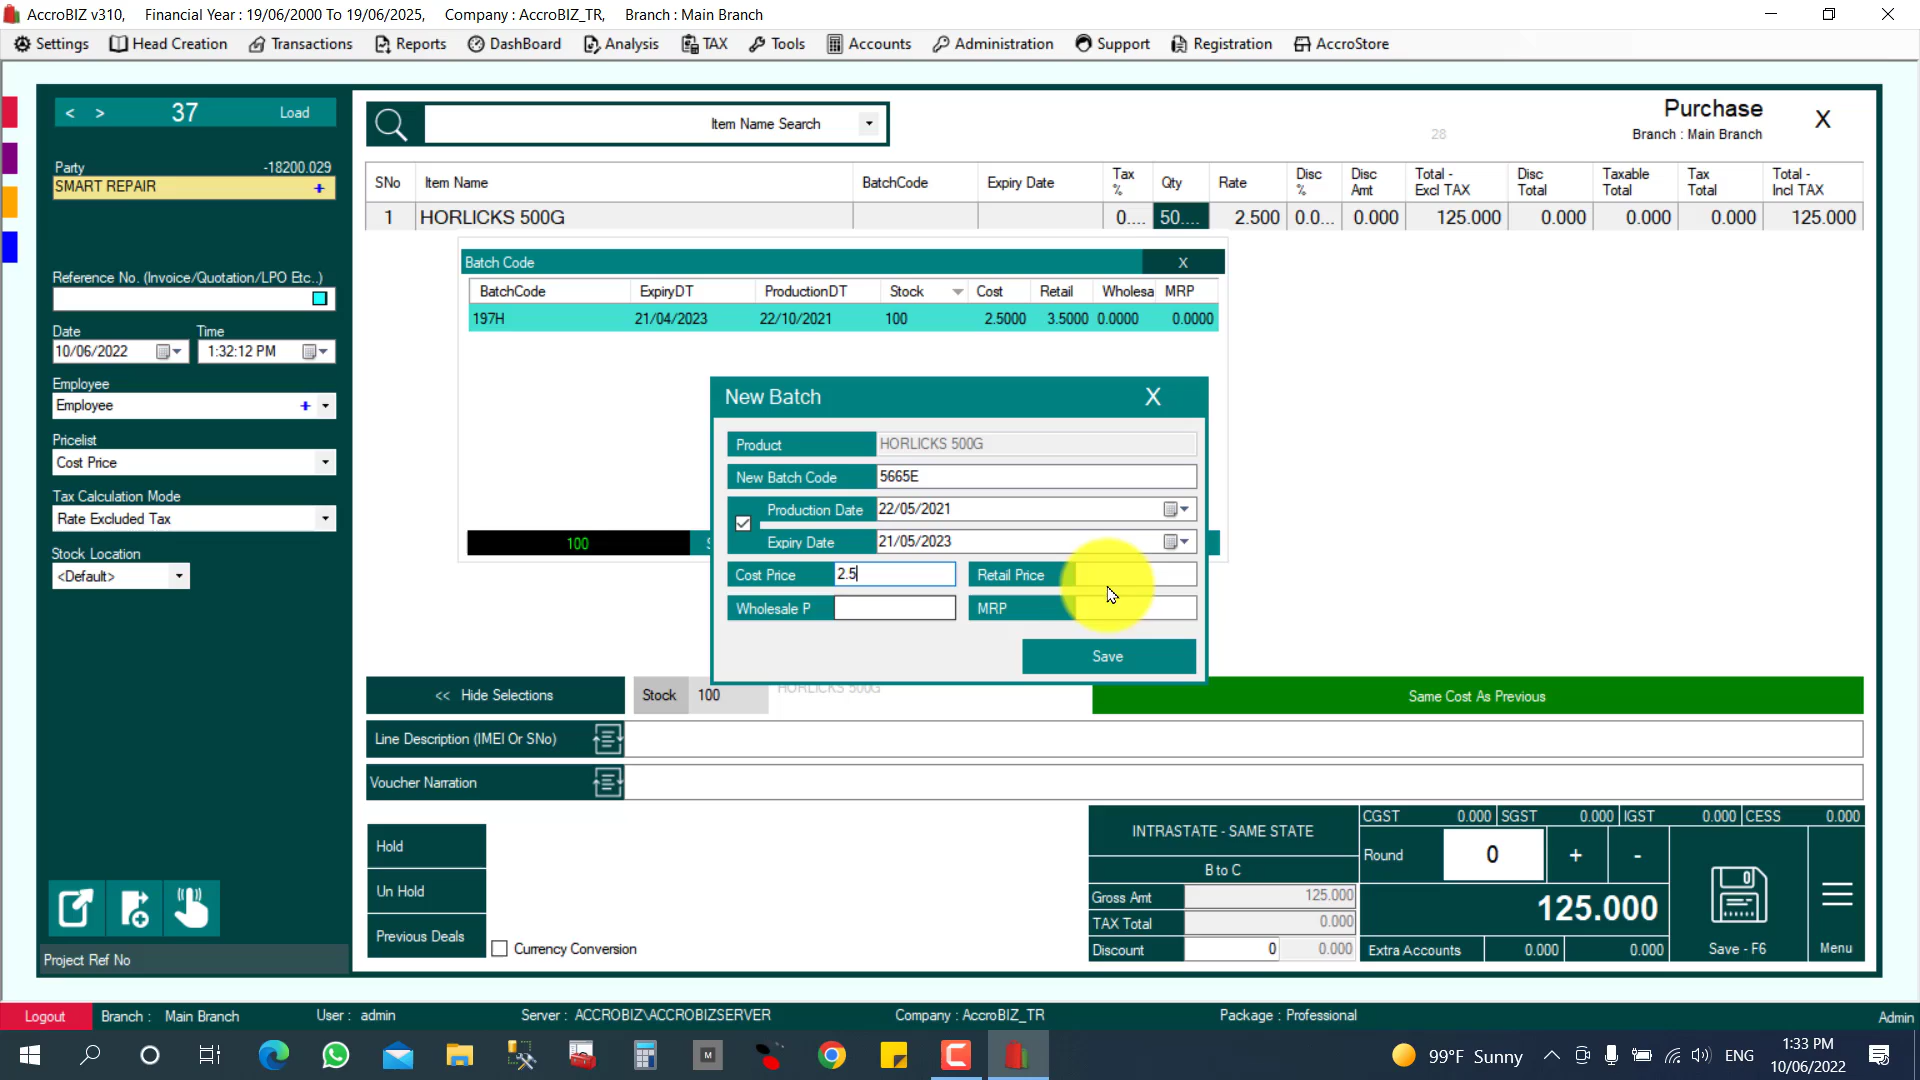 AccroBIZ v310, Financial Year : 19/06/2000 To 19/06/2025, Company : AccroBIZ_TR, Branch : Main Branch
Settings Head Creation Transactions Reports DashBoard Analysis TAX Tools Accounts Administration Support Registration AccroStore
< > 37 Load
Party -18200.029
SMART REPAIR +
Reference No. (Invoice/Quotation/LPO Etc..)
Date Time
10/06/2022 1:32:12 PM
Employee
Employee +
Pricelist
Cost Price
Tax Calculation Mode
Rate Excluded Tax
Stock Location
<Default>
Project Ref No
Item Name Search
28
Purchase
Branch : Main Branch
X
SNo Item Name BatchCode Expiry Date Tax % Qty Rate Disc % Disc Amt Total - Excl TAX Disc Total Taxable Total Tax Total Total - Incl TAX
1 HORLICKS 500G 0.... 50.... 2.500 0.0... 0.000 125.000 0.000 0.000 0.000 125.000
Batch Code X
BatchCode ExpiryDT ProductionDT Stock Cost Retail Wholesa MRP
197H 21/04/2023 22/10/2021 100 2.5000 3.5000 0.0000 0.0000
100
New Batch X
Product HORLICKS 500G
New Batch Code 5665E
Production Date 22/05/2021
Expiry Date 21/05/2023
Cost Price 2.5 Retail Price
Wholesale P MRP
Save
<< Hide Selections Stock 100 HORLICKS 500G Same Cost As Previous
Line Description (IMEI Or SNo)
Voucher Narration
Hold
Un Hold
Previous Deals
Currency Conversion
INTRASTATE - SAME STATE
B to C
Gross Amt 125.000
TAX Total 0.000
Discount 0 0.000
CGST 0.000 SGST 0.000 IGST 0.000 CESS 0.000
Round 0 + -
125.000
Extra Accounts 0.000 0.000
Save - F6
Menu
Logout Branch : Main Branch User : admin Server : ACCROBIZ\ACCROBIZSERVER Company : AccroBIZ_TR Package : Professional Admin
M
99°F Sunny ENG 1:33 PM
10/06/2022